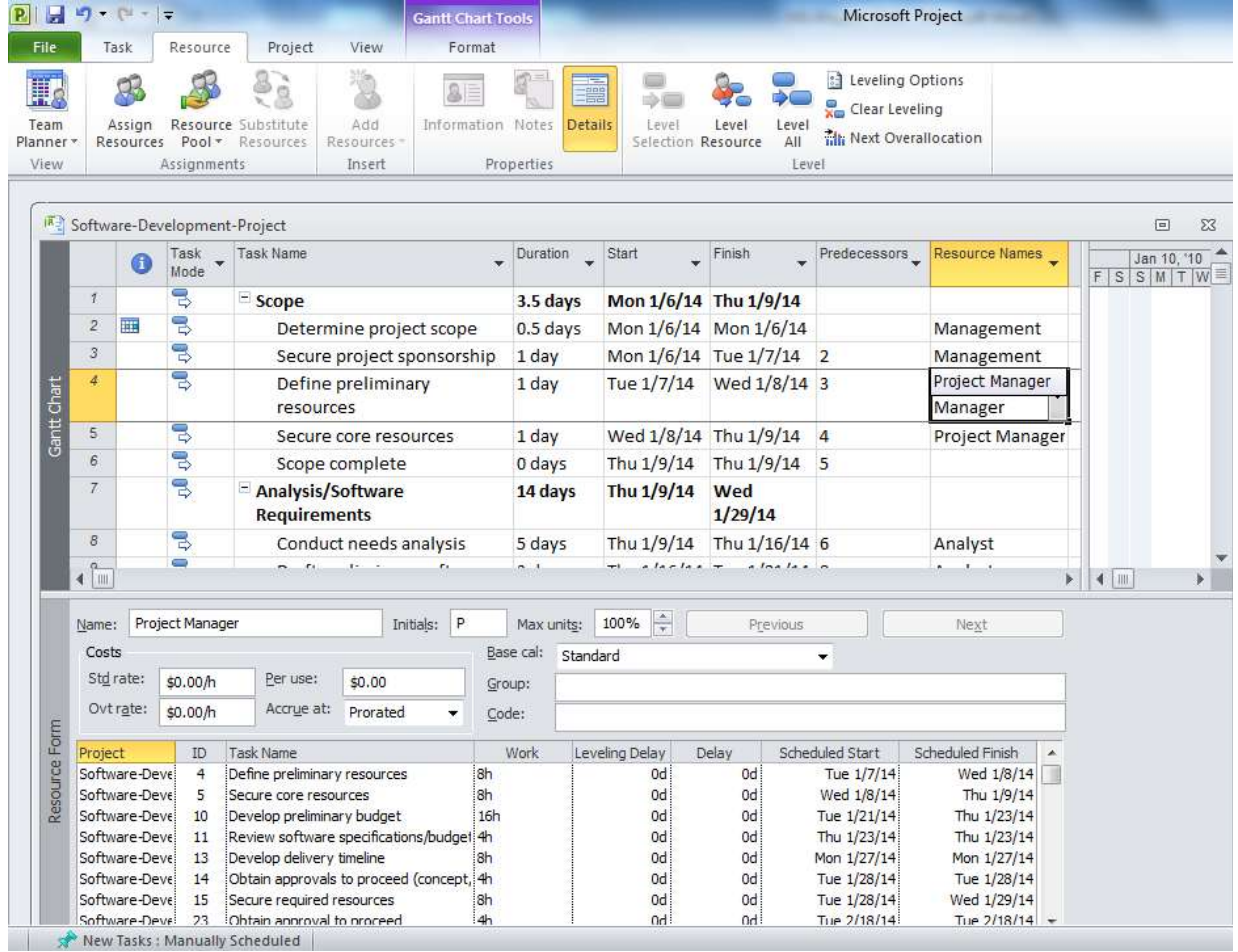 Gantt Chart Tools
Microsoft Project
File Task Resource Project View Format
Team Planner
Assign Resources
Resource Pool
Substitute Resources
Add Resources
Information Notes Details
Level Selection
Level Resource
Level All
Leveling Options
Clear Leveling
Next Overallocation
View Assignments Insert Properties Level
Software-Development-Project
Task Mode Task Name Duration Start Finish Predecessors Resource Names
Jan 10, '10
F S S M T W
1 Scope 3.5 days Mon 1/6/14 Thu 1/9/14
2 Determine project scope 0.5 days Mon 1/6/14 Mon 1/6/14 Management
3 Secure project sponsorship 1 day Mon 1/6/14 Tue 1/7/14 2 Management
4 Define preliminary resources 1 day Tue 1/7/14 Wed 1/8/14 3 Project Manager
Manager
5 Secure core resources 1 day Wed 1/8/14 Thu 1/9/14 4 Project Manager
6 Scope complete 0 days Thu 1/9/14 Thu 1/9/14 5
7 Analysis/Software Requirements 14 days Thu 1/9/14 Wed 1/29/14
8 Conduct needs analysis 5 days Thu 1/9/14 Thu 1/16/14 6 Analyst
Gantt Chart
Name: Project Manager Initials: P Max units: 100% Previous Next
Costs Base cal: Standard
Std rate: $0.00/h Per use: $0.00 Group:
Ovt rate: $0.00/h Accrue at: Prorated Code:
Resource Form
Project ID Task Name Work Leveling Delay Delay Scheduled Start Scheduled Finish
Software-Deve 4 Define preliminary resources 8h 0d 0d Tue 1/7/14 Wed 1/8/14
Software-Deve 5 Secure core resources 8h 0d 0d Wed 1/8/14 Thu 1/9/14
Software-Deve 10 Develop preliminary budget 16h 0d 0d Tue 1/21/14 Thu 1/23/14
Software-Deve 11 Review software specifications/budget 4h 0d 0d Thu 1/23/14 Thu 1/23/14
Software-Deve 13 Develop delivery timeline 8h 0d 0d Mon 1/27/14 Mon 1/27/14
Software-Deve 14 Obtain approvals to proceed (concept, 4h 0d 0d Tue 1/28/14 Tue 1/28/14
Software-Deve 15 Secure required resources 8h 0d 0d Tue 1/28/14 Wed 1/29/14
Software-Deve 23 Obtain approval to proceed 4h 0d 0d Tue 2/18/14 Tue 2/18/14
New Tasks : Manually Scheduled